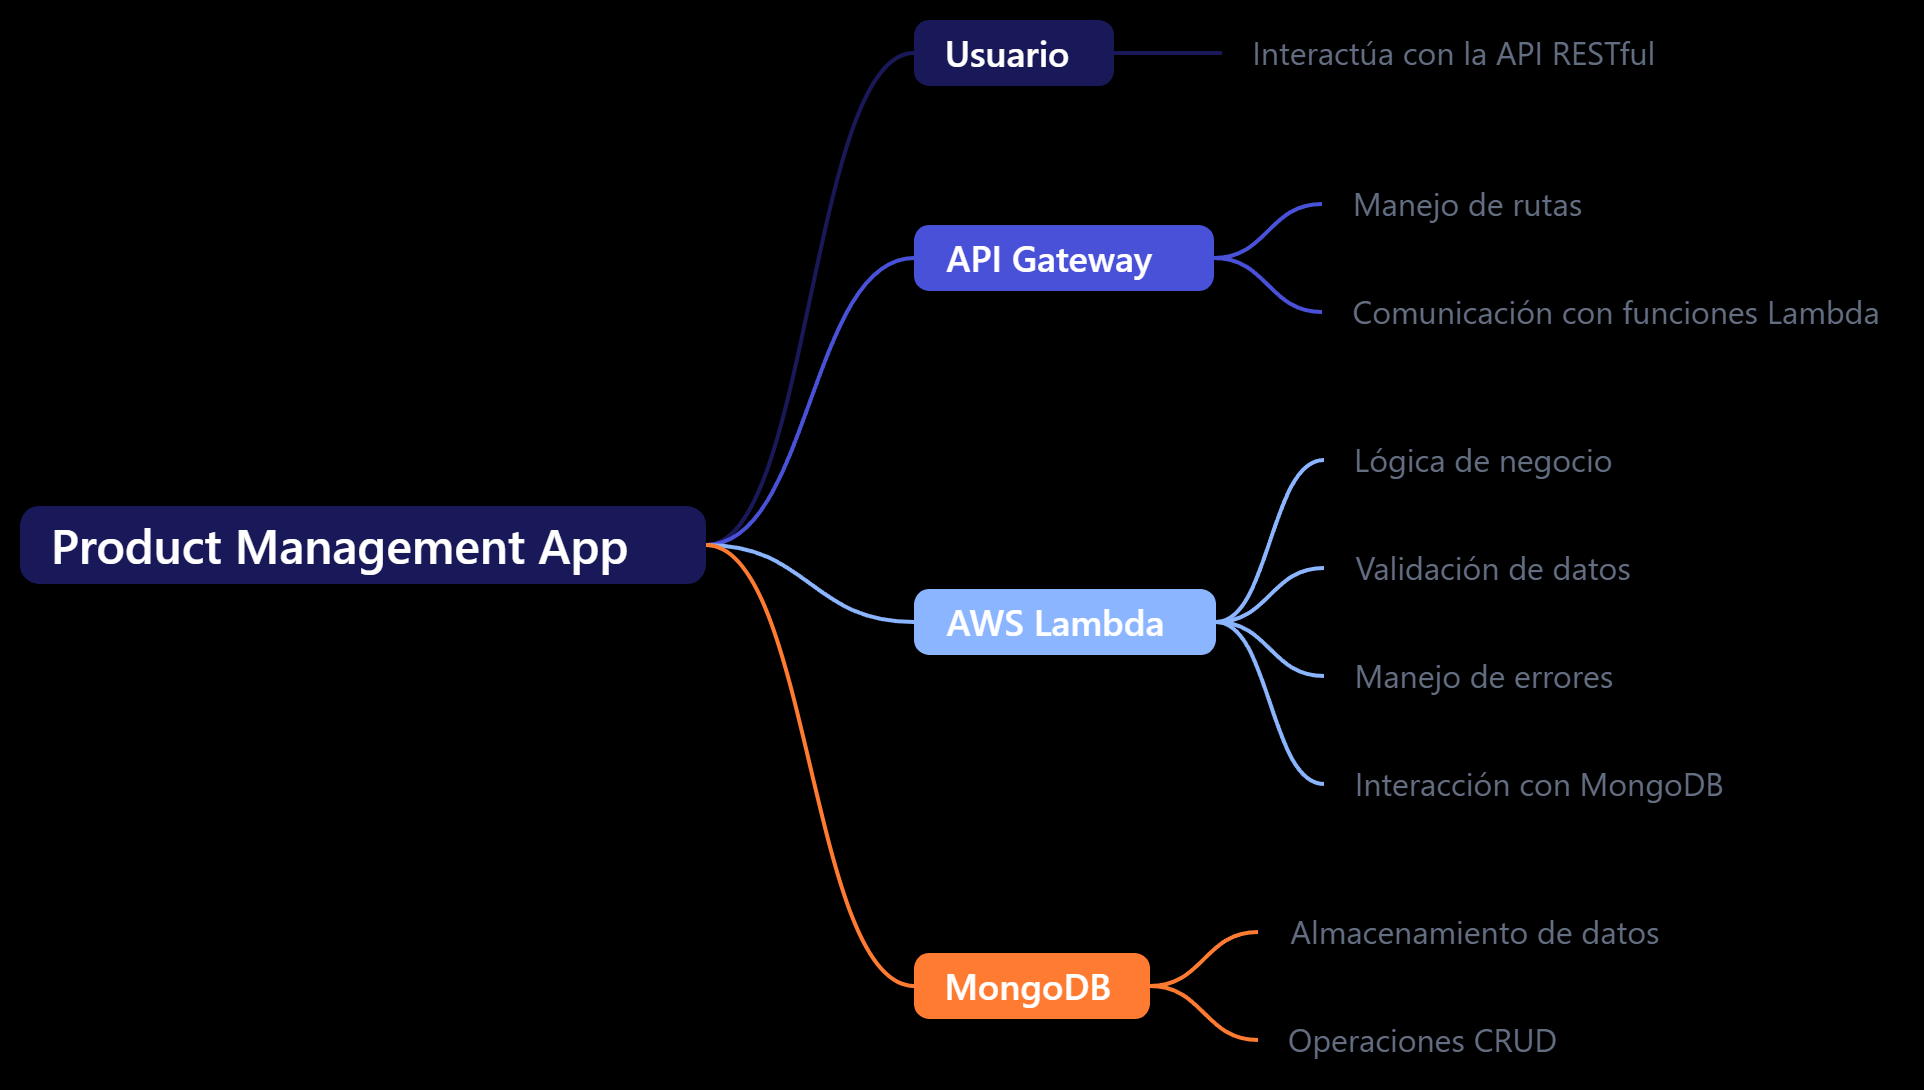 Product Management App
Usuario
Interactúa con la API RESTful
API Gateway
Manejo de rutas
Comunicación con funciones Lambda
AWS Lambda
Lógica de negocio
Validación de datos
Manejo de errores
Interacción con MongoDB
MongoDB
Almacenamiento de datos
Operaciones CRUD